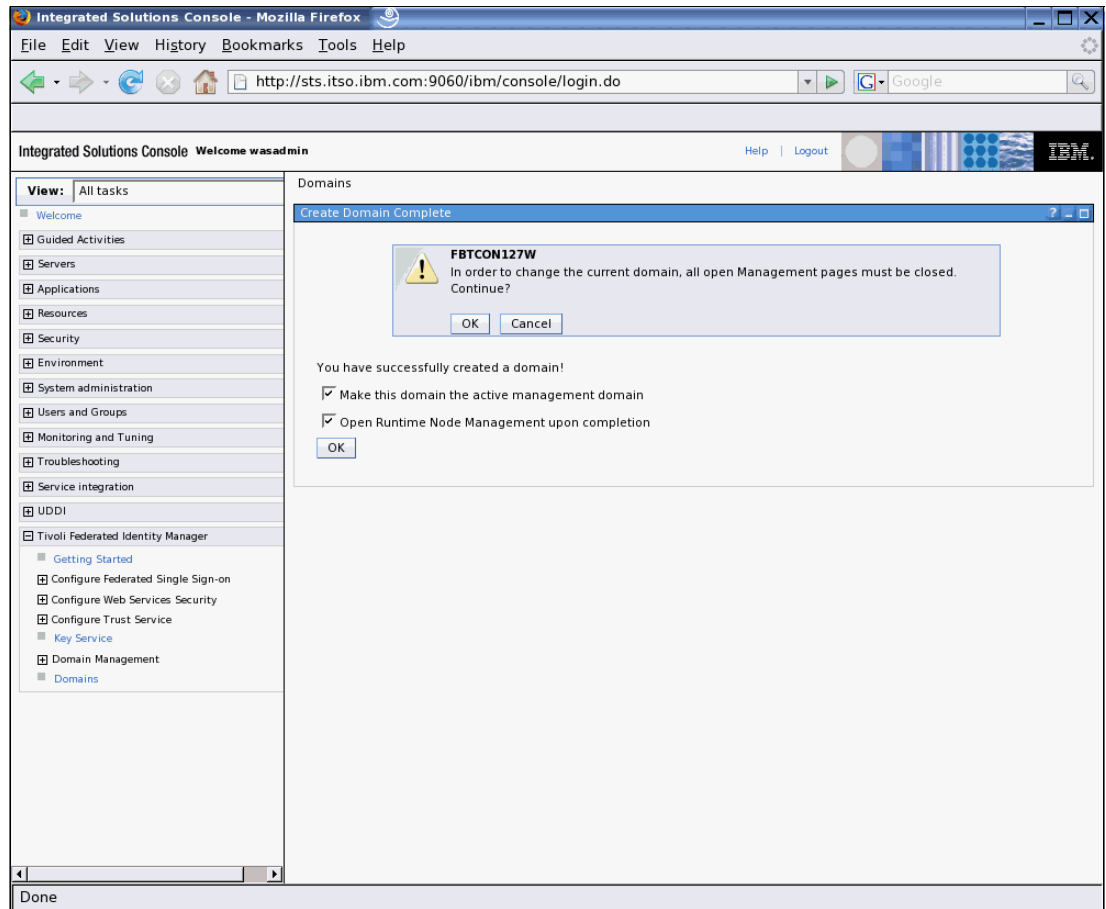 Integrated Solutions Console - Mozilla Firefox
File Edit View History Bookmarks Tools Help
http://sts.itso.ibm.com:9060/ibm/console/login.do
G Google
Integrated Solutions Console Welcome wasadmin
Help | Logout
IBM.
View: All tasks
Welcome
Guided Activities
Servers
Applications
Resources
Security
Environment
System administration
Users and Groups
Monitoring and Tuning
Troubleshooting
Service integration
UDDI
Tivoli Federated Identity Manager
Getting Started
Configure Federated Single Sign-on
Configure Web Services Security
Configure Trust Service
Key Service
Domain Management
Domains
Domains
Create Domain Complete
?
FBTCON127W
In order to change the current domain, all open Management pages must be closed.
Continue?
OK Cancel
You have successfully created a domain!
Make this domain the active management domain
Open Runtime Node Management upon completion
OK
Done